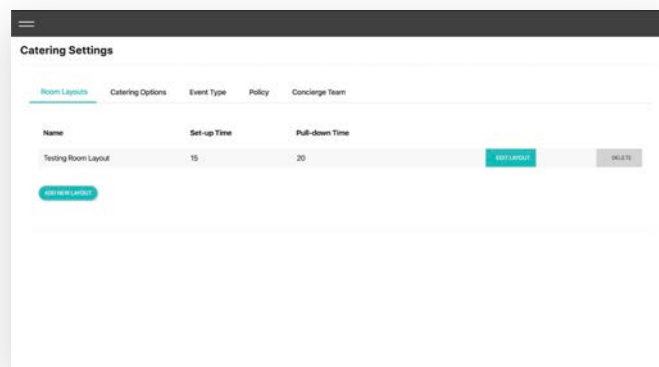 Catering Settings
Room Layouts Catering Options Event Type Policy Concierge Team
Name Set-up Time Pull-down Time
Testing Room Layout 15 20 EDIT LAYOUT DELETE
ADD NEW LAYOUT